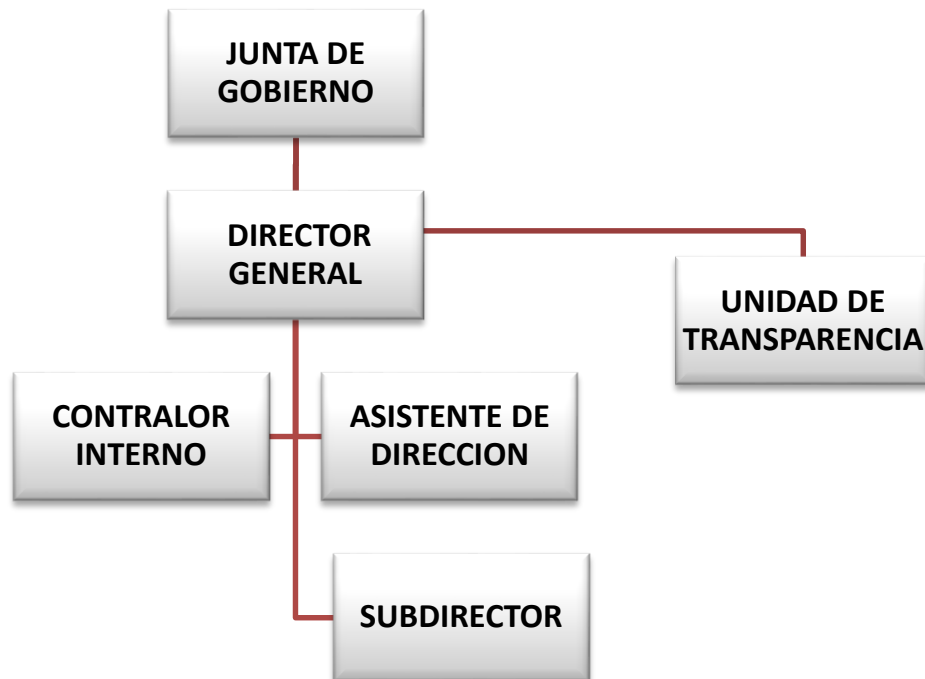 JUNTA DE
GOBIERNO
DIRECTOR
GENERAL
UNIDAD DE
TRANSPARENCIA
CONTRALOR
INTERNO
ASISTENTE DE
DIRECCION
SUBDIRECTOR